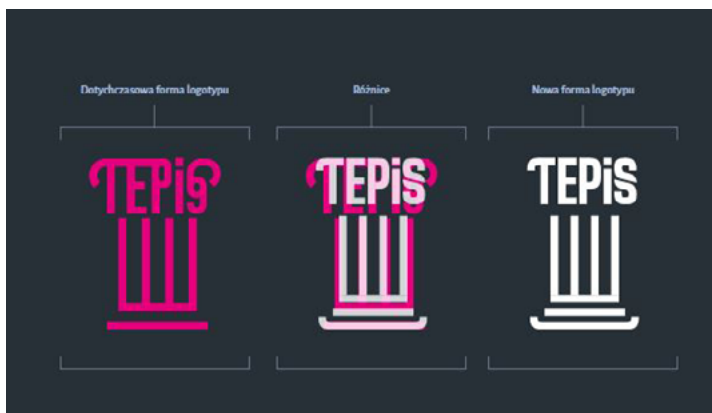 Dotychczasowa forma logotypu
Różnice
Nowa forma logotypu
TEPiS
TEPiS
TEPiS